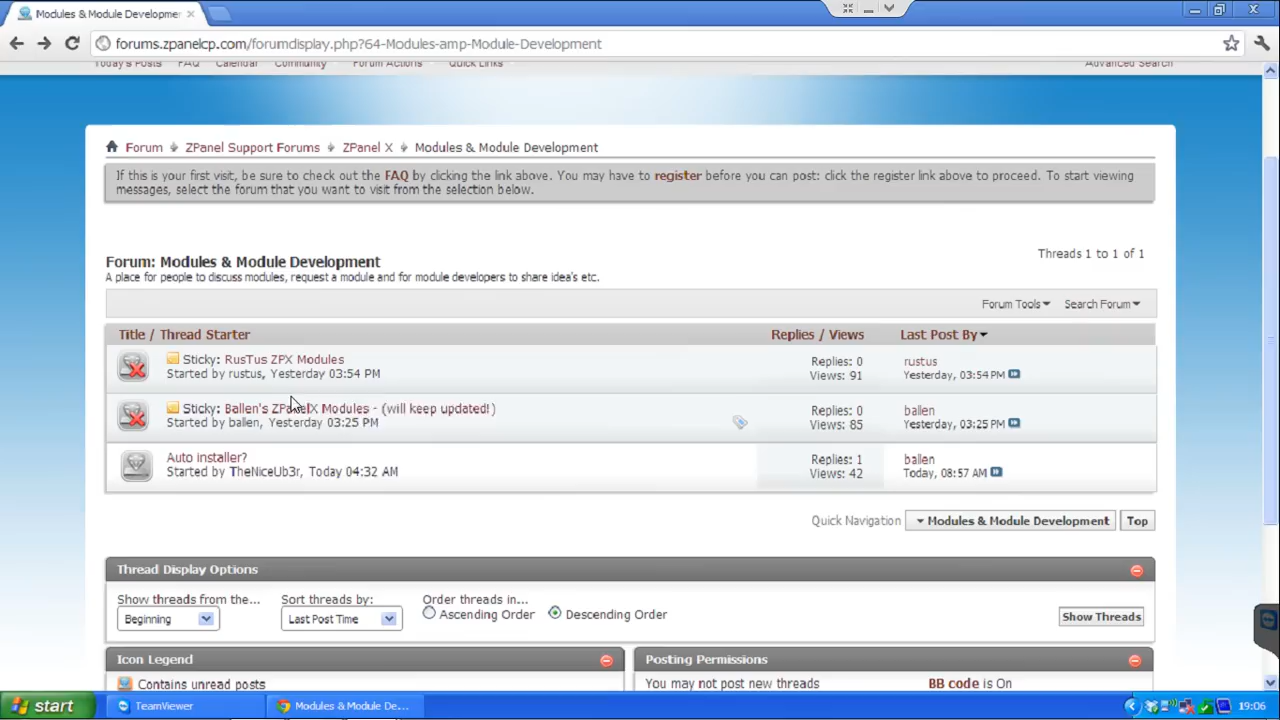 Modules & Module Developmen
forums.zpanelcp.com/forumdisplay.php?64-Modules-amp-Module-Development
Today's Posts FAQ Calendar Community Forum Actions Quick Links Advanced Search
Forum ZPanel Support Forums ZPanel X Modules & Module Development
If this is your first visit, be sure to check out the FAQ by clicking the link above. You may have to register before you can post: click the register link above to proceed. To start viewing
messages, select the forum that you want to visit from the selection below.
Threads 1 to 1 of 1
Forum: Modules & Module Development
A place for people to discuss modules, request a module and for module developers to share idea's etc.
Forum Tools Search Forum
Title / Thread Starter Replies / Views Last Post By
Sticky: RusTus ZPX Modules Replies: 0 rustus
Started by rustus, Yesterday 03:54 PM Views: 91 Yesterday, 03:54 PM
Sticky: Ballen's ZPanelX Modules - (will keep updated!) Replies: 0 ballen
Started by ballen, Yesterday 03:25 PM Views: 85 Yesterday, 03:25 PM
Auto installer? Replies: 1 ballen
Started by TheNiceUb3r, Today 04:32 AM Views: 42 Today, 08:57 AM
Quick Navigation Modules & Module Development Top
Thread Display Options
Show threads from the... Sort threads by: Order threads in...
Beginning Last Post Time Ascending Order Descending Order Show Threads
Icon Legend Posting Permissions
Contains unread posts You may not post new threads BB code is On
start TeamViewer Modules & Module De... 19:06